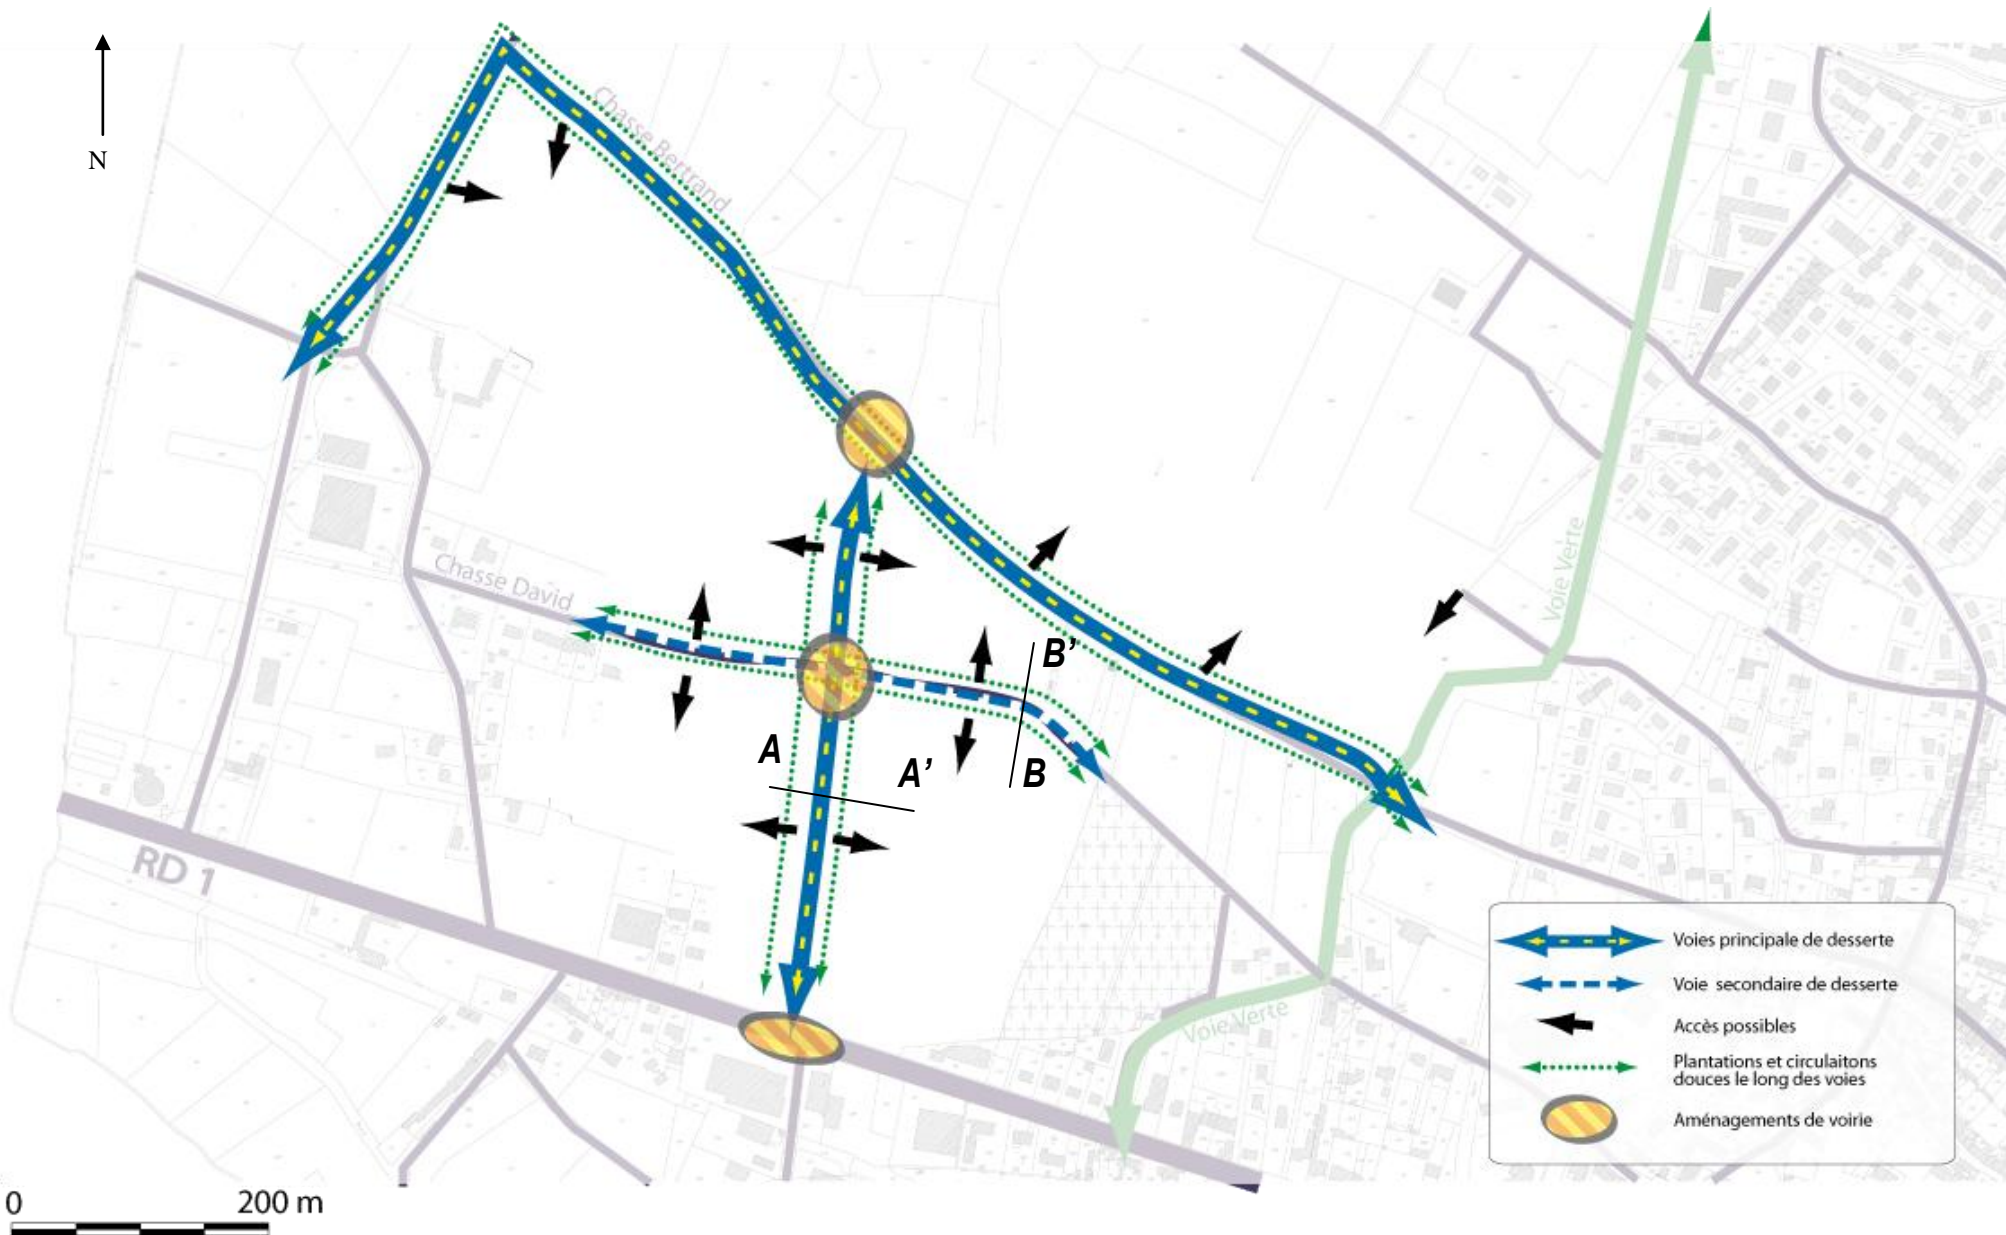 N
Chasse Bertrand
Chasse David
Voie Verte
B'
A
A'
B
RD 1
Voie Verte
Voies principale de desserte
Voie secondaire de desserte
Accès possibles
Plantations et circulaitons
douces le long des voies
Aménagements de voirie
0 200 m